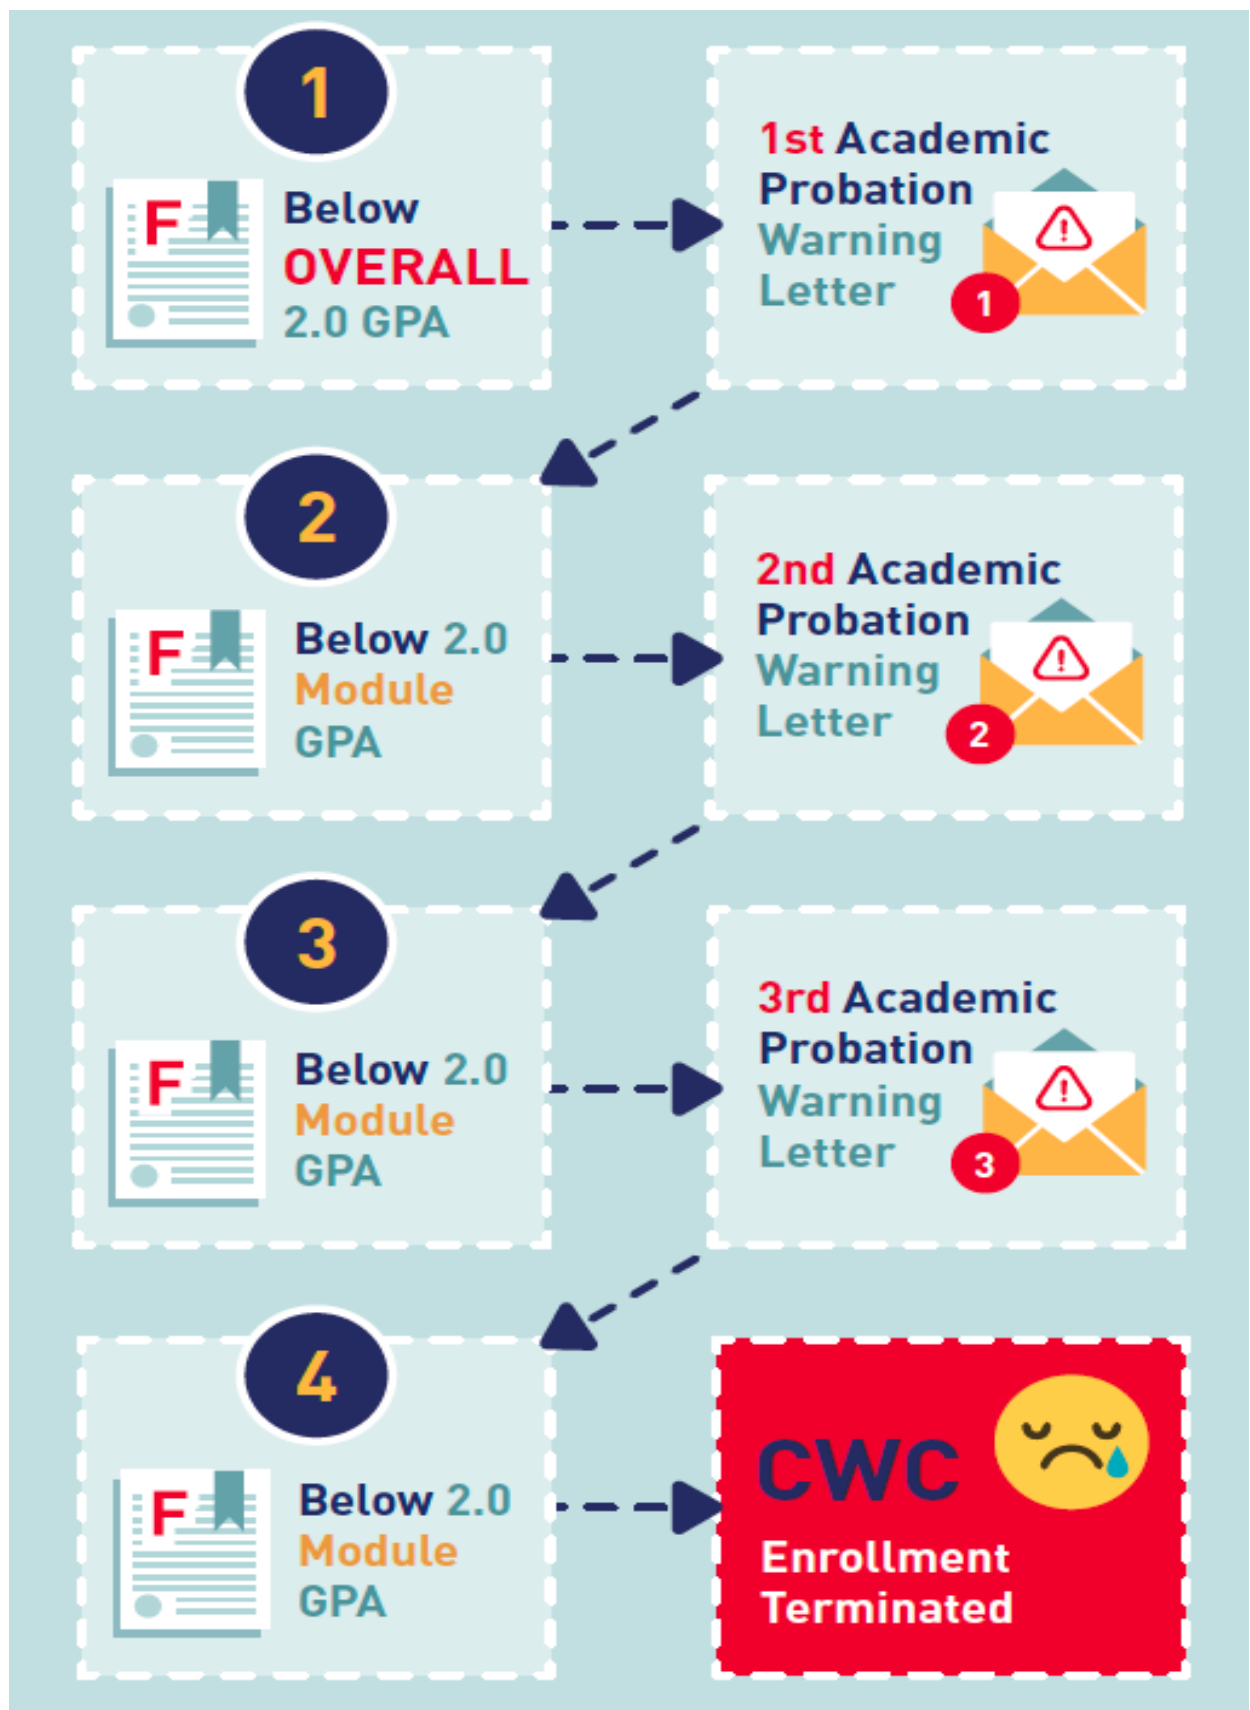 1
F
Below
OVERALL
2.0 GPA
1st Academic
Probation
Warning
Letter
!
1
2
F
Below 2.0
Module
GPA
2nd Academic
Probation
Warning
Letter
!
2
3
F
Below 2.0
Module
GPA
3rd Academic
Probation
Warning
Letter
!
3
4
F
Below 2.0
Module
GPA
CWC
Enrollment
Terminated